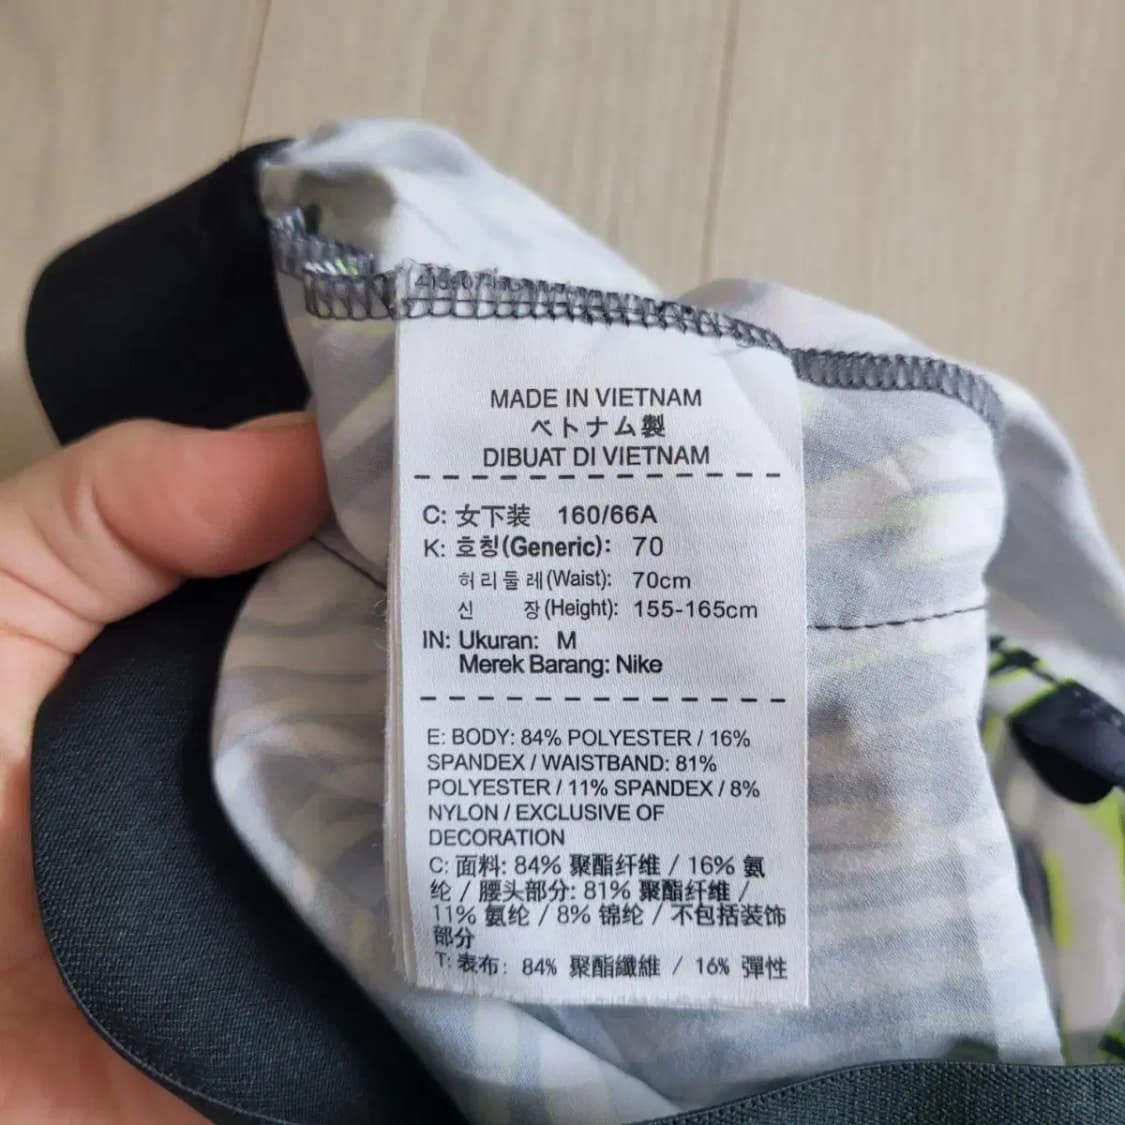 MADE IN VIETNAM
ベトナム製
DIBUAT DI VIETNAM
C: 女下装 160/66A
K: 호칭(Generic): 70
허리둘레(Waist): 70cm
신 장(Height): 155-165cm
IN: Ukuran: M
Merek Barang: Nike
E: BODY: 84% POLYESTER / 16%
SPANDEX / WAISTBAND: 81%
POLYESTER / 11% SPANDEX / 8%
NYLON / EXCLUSIVE OF
DECORATION
C: 面料: 84% 聚酯纤维 / 16% 氨
纶 / 腰头部分: 81% 聚酯纤维 /
11% 氨纶 / 8% 锦纶 / 不包括装饰
部分
T: 表布: 84% 聚酯纖維 / 16% 彈性